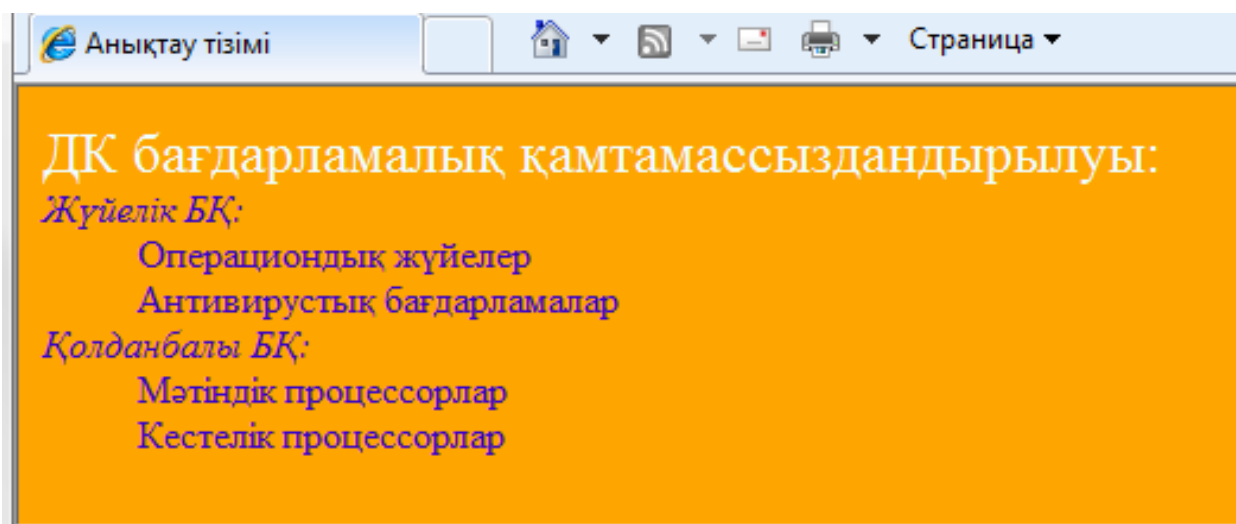 Анықтау тізімі
Страница
ДК бағдарламалық қамтамассыздандырылуы:
Жүйелік БҚ:
Операциондық жүйелер
Антивирустық бағдарламалар
Қолданбалы БҚ:
Мәтіндік процессорлар
Кестелік процессорлар